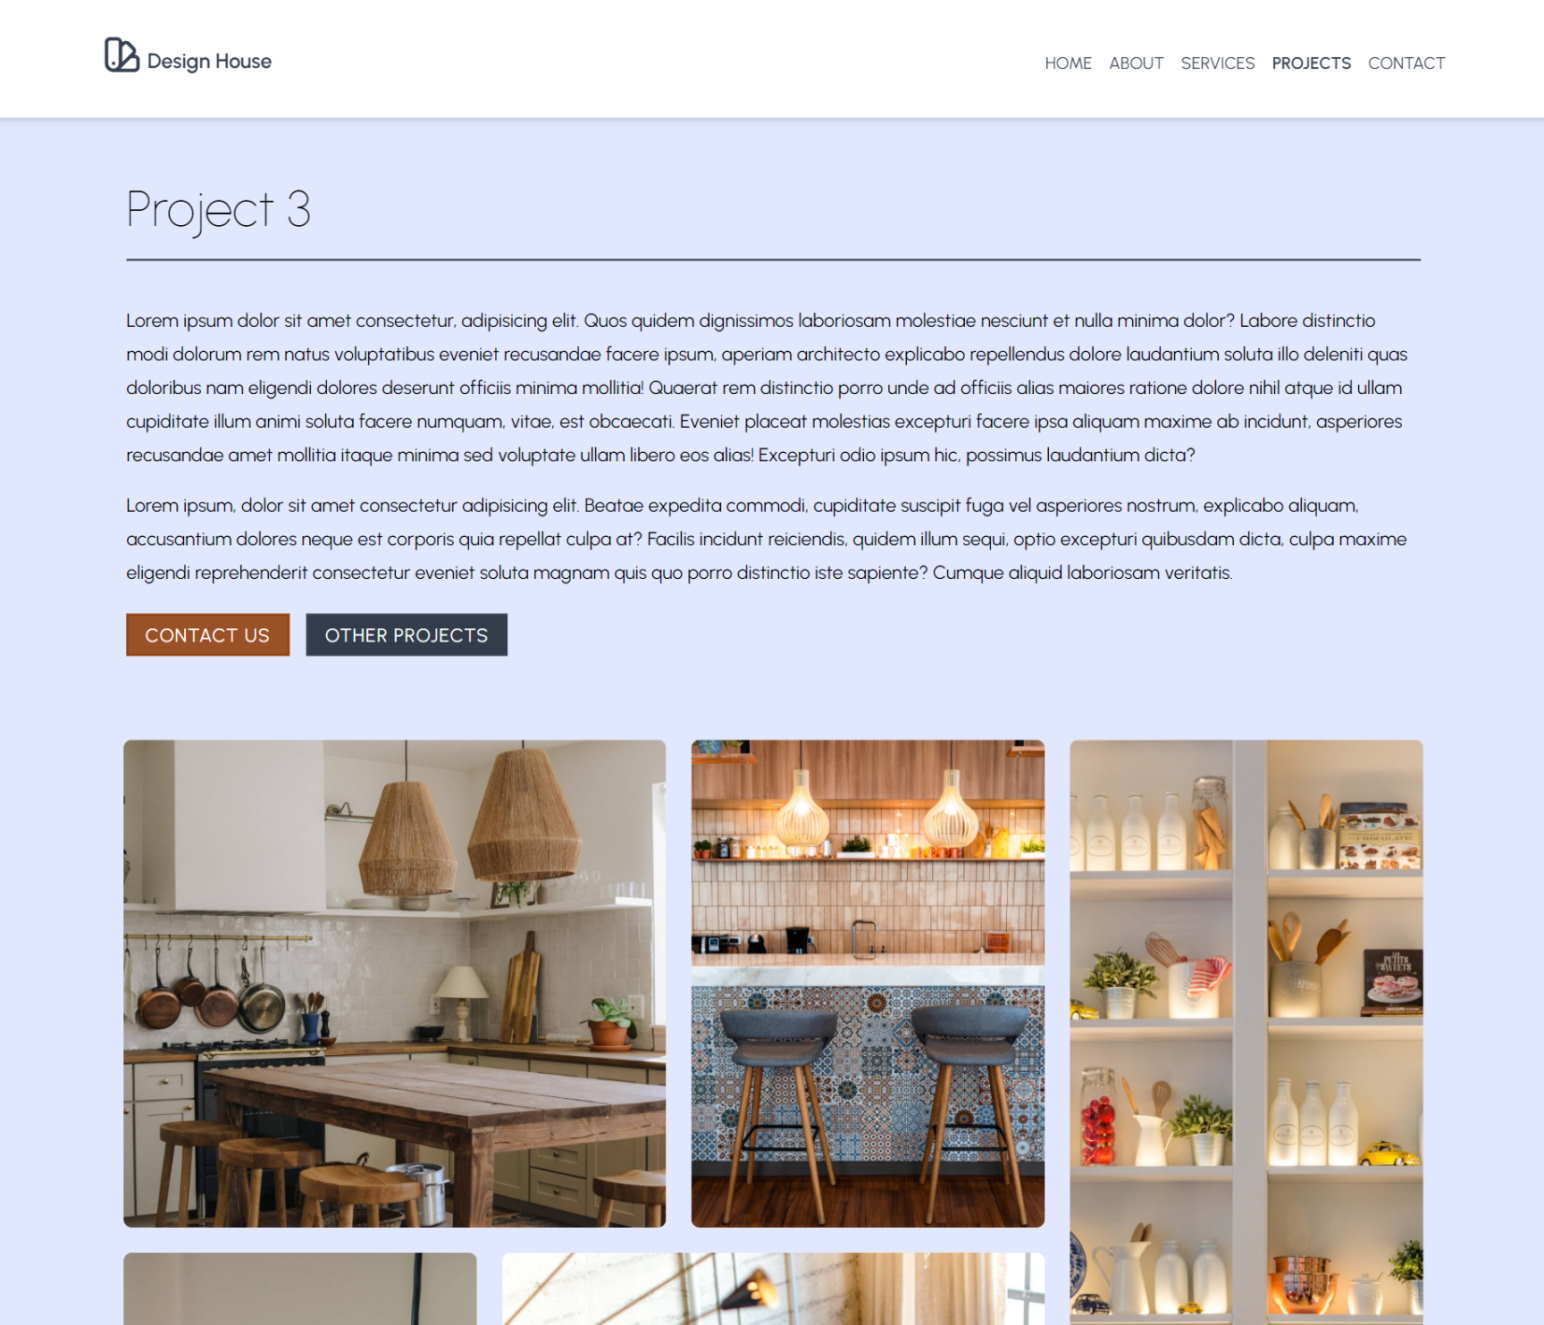 Design House
HOME ABOUT SERVICES PROJECTS CONTACT
Project 3
Lorem ipsum dolor sit amet consectetur, adipisicing elit. Quos quidem dignissimos laboriosam molestiae nesciunt et nulla minima dolor? Labore distinctio
modi dolorum rem natus voluptatibus eveniet recusandae facere ipsum, aperiam architecto explicabo repellendus dolore laudantium soluta illo deleniti quas
doloribus nam eligendi dolores deserunt officiis minima mollitia! Quaerat rem distinctio porro unde ad officiis alias maiores ratione dolore nihil atque id ullam
cupiditate illum animi soluta facere numquam, vitae, est obcaecati. Eveniet placeat molestias excepturi facere ipsa aliquam maxime ab incidunt, asperiores
recusandae amet mollitia itaque minima sed voluptate ullam libero eos alias! Excepturi odio ipsum hic, possimus laudantium dicta?
Lorem ipsum, dolor sit amet consectetur adipisicing elit. Beatae expedita commodi, cupiditate suscipit fuga vel asperiores nostrum, explicabo aliquam,
accusantium dolores neque est corporis quia repellat culpa at? Facilis incidunt reiciendis, quidem illum sequi, optio excepturi quibusdam dicta, culpa maxime
eligendi reprehenderit consectetur eveniet soluta magnam quis quo porro distinctio iste sapiente? Cumque aliquid laboriosam veritatis.
CONTACT US
OTHER PROJECTS
CHOCOLATE
PETITE
SWEETS